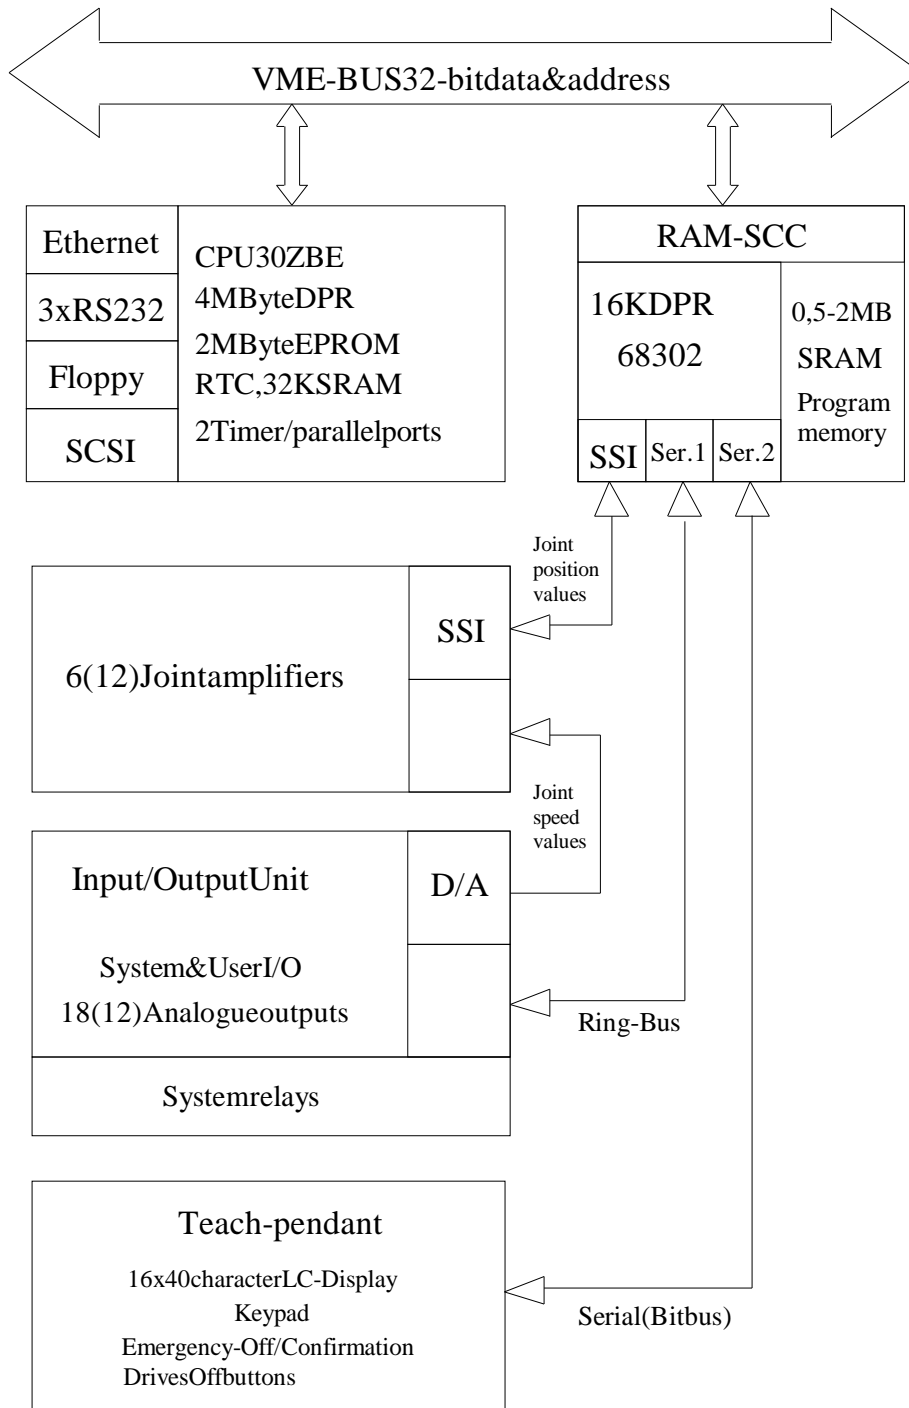 VME-BUS32-bitdata&address
Ethernet
3xRS232
Floppy
SCSI
CPU30ZBE
4MByteDPR
2MByteEPROM
RTC,32KSRAM
2Timer/parallelports
RAM-SCC
16KDPR
68302
0,5-2MB
SRAM
Program
memory
SSI
Ser.1
Ser.2
Joint
position
values
6(12)Jointamplifiers
SSI
Joint
speed
values
Input/OutputUnit
D/A
System&UserI/O
18(12)Analogueoutputs
Ring-Bus
Systemrelays
Teach-pendant
16x40characterLC-Display
Keypad
Emergency-Off/Confirmation
DrivesOffbuttons
Serial(Bitbus)